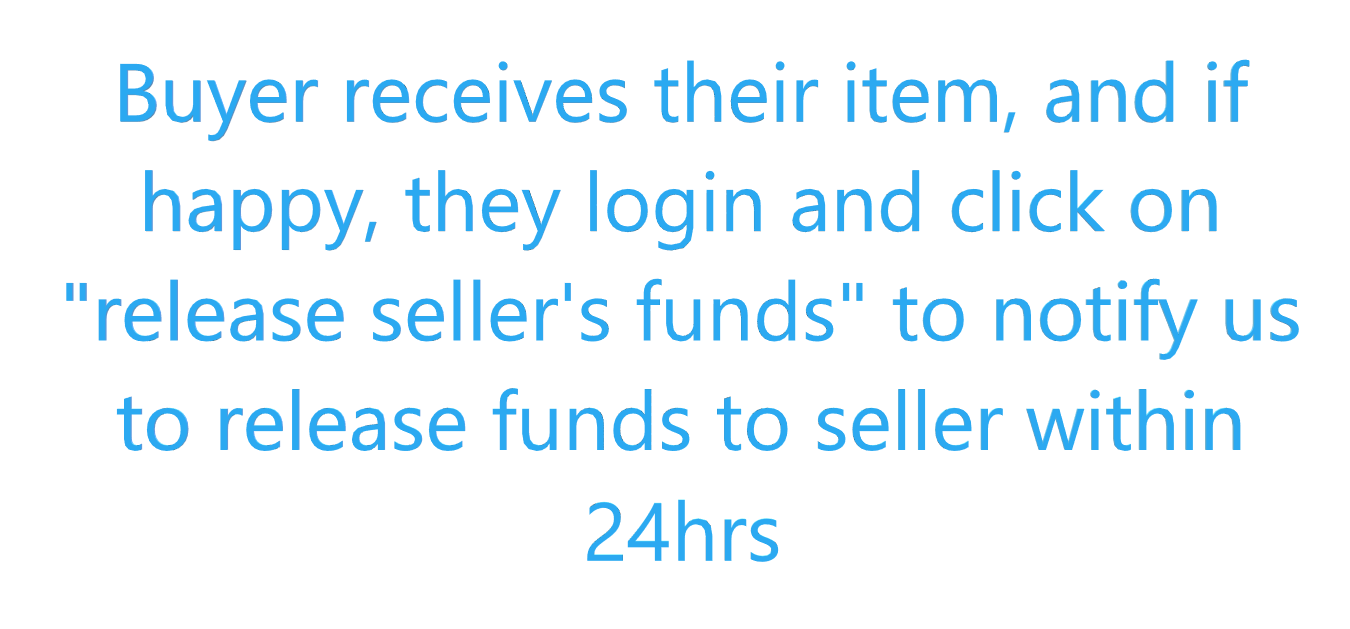 Buyer receives their item, and if
happy, they login and click on
"release seller's funds" to notify us
to release funds to seller within
24hrs